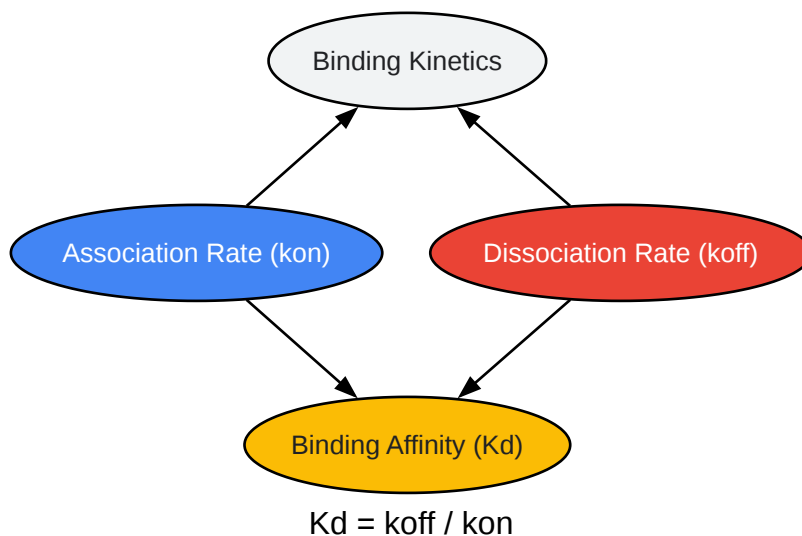 Binding Kinetics
Association Rate (kon)
Dissociation Rate (koff)
Binding Affinity (Kd)
Kd = koff / kon